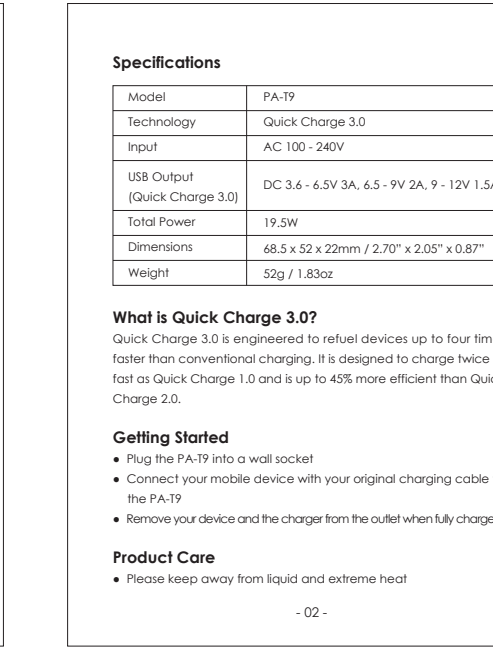 Specifications
Model PA-T9
Technology Quick Charge 3.0
Input AC 100 - 240V
USB Output
(Quick Charge 3.0) DC 3.6 - 6.5V 3A, 6.5 - 9V 2A, 9 - 12V 1.5A
Total Power 19.5W
Dimensions 68.5 x 52 x 22mm / 2.70” x 2.05” x 0.87”
Weight 52g / 1.83oz
What is Quick Charge 3.0?
Quick Charge 3.0 is engineered to refuel devices up to four tim
faster than conventional charging. It is designed to charge twice
fast as Quick Charge 1.0 and is up to 45% more efficient than Quic
Charge 2.0.
Getting Started
● Plug the PA-T9 into a wall socket
● Connect your mobile device with your original charging cable
the PA-T9
● Remove your device and the charger from the outlet when fully charge
Product Care
● Please keep away from liquid and extreme heat
- 02 -